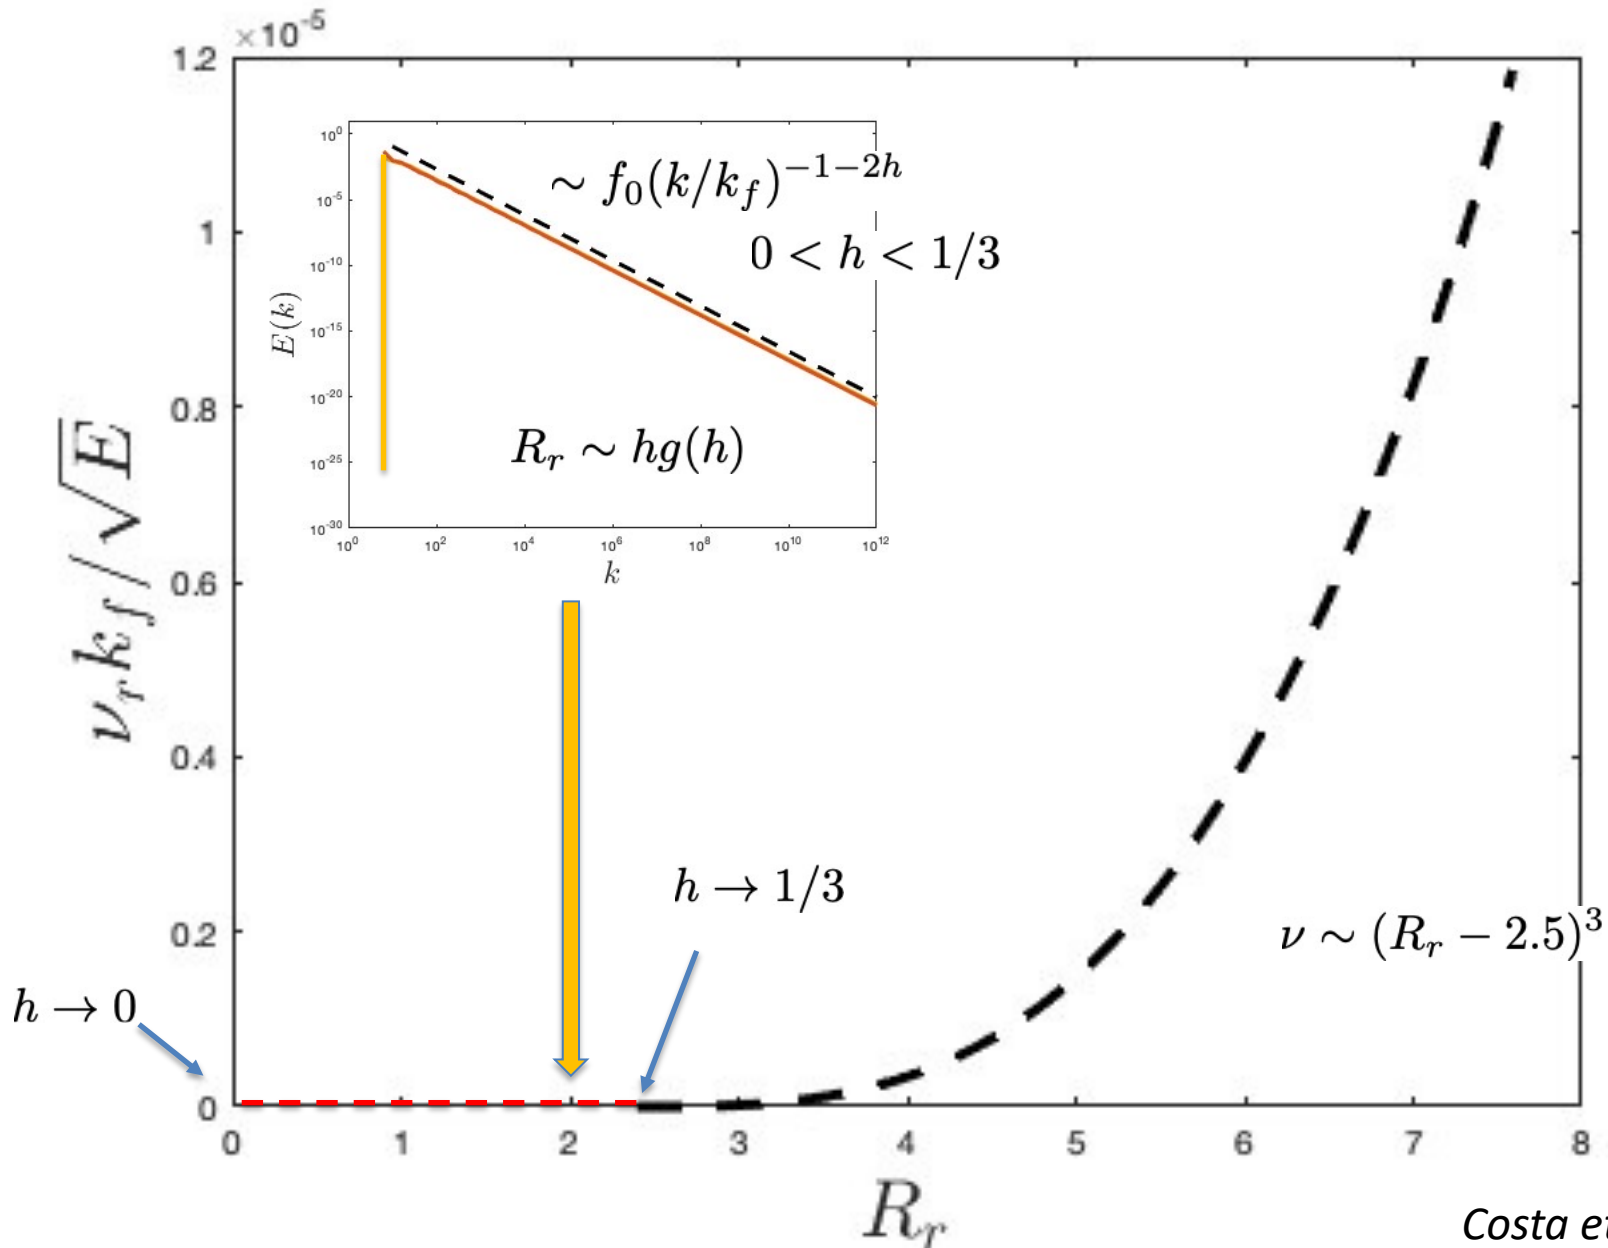 ×10⁻⁵
1.2
1
0.8
0.6
0.4
0.2
0
0 1 2 3 4 5 6 7 8
νᵣk_f/√E
Rᵣ
10⁰
10⁻⁵
10⁻¹⁰
10⁻¹⁵
10⁻²⁰
10⁻²⁵
10⁻³⁰
10⁰ 10² 10⁴ 10⁶ 10⁸ 10¹⁰ 10¹²
E(k)
k
∼ f₀(k/k_f)⁻¹⁻²ʰ
0 < h < 1/3
Rᵣ ∼ hg(h)
h → 1/3
h → 0
ν ∼ (Rᵣ − 2.5)³
Costa et